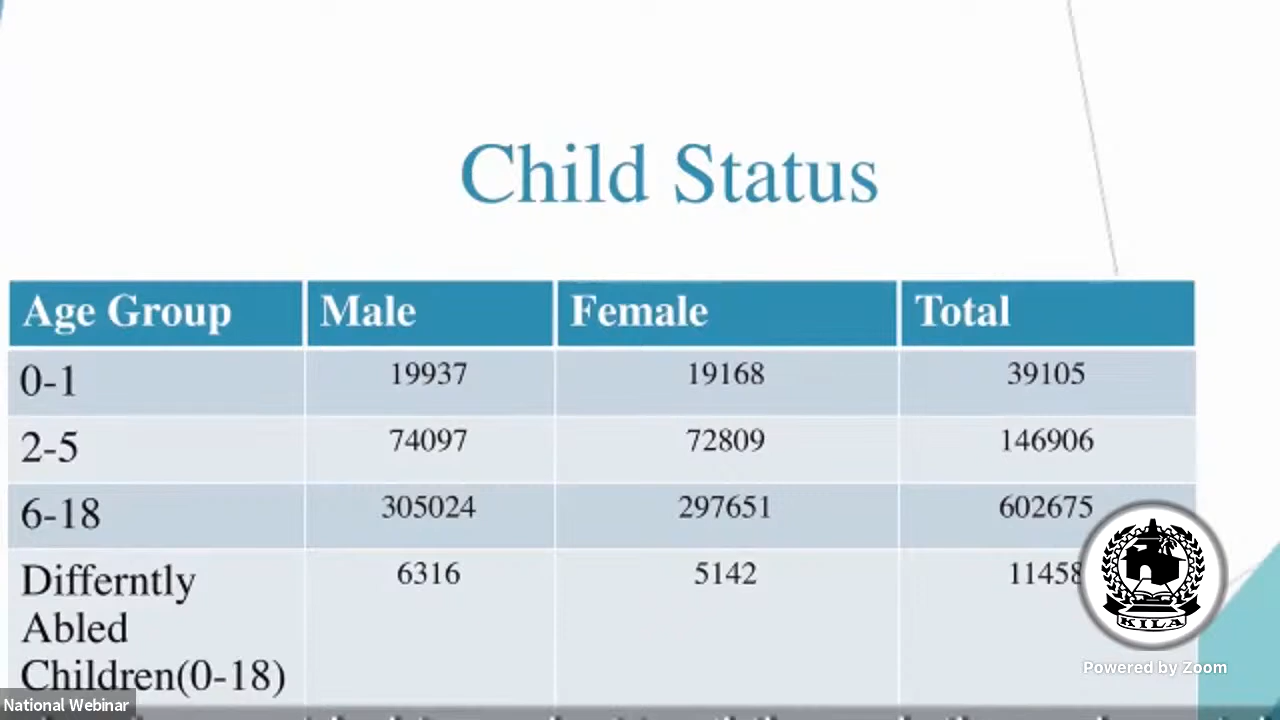 Child Status
Age Group Male Female Total
0-1 19937 19168 39105
2-5 74097 72809 146906
6-18 305024 297651 602675
Differntly 6316 5142 11458
Abled
Children(0-18)
KILA
Powered by Zoom
National Webinar